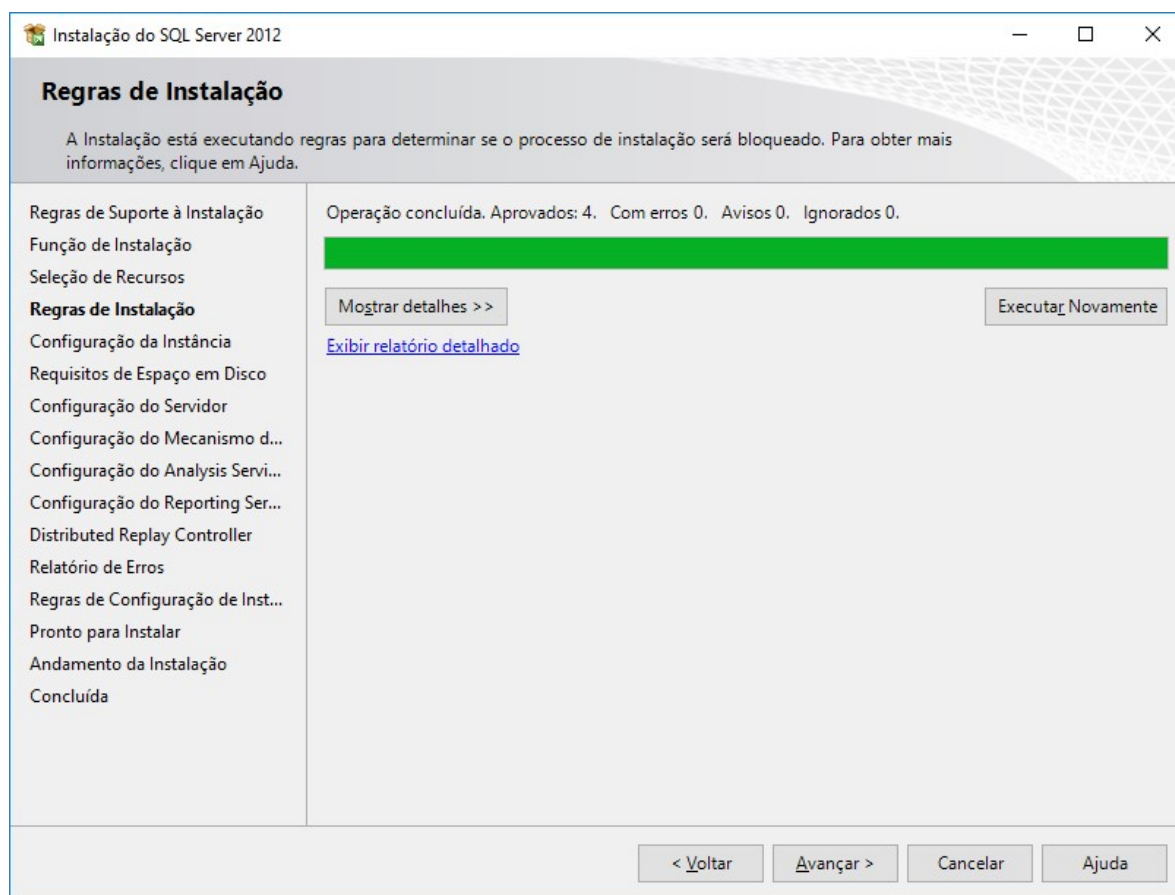 Instalação do SQL Server 2012
Regras de Instalação
A Instalação está executando regras para determinar se o processo de instalação será bloqueado. Para obter mais
informações, clique em Ajuda.
Regras de Suporte à Instalação
Função de Instalação
Seleção de Recursos
Regras de Instalação
Configuração da Instância
Requisitos de Espaço em Disco
Configuração do Servidor
Configuração do Mecanismo d...
Configuração do Analysis Servi...
Configuração do Reporting Ser...
Distributed Replay Controller
Relatório de Erros
Regras de Configuração de Inst...
Pronto para Instalar
Andamento da Instalação
Concluída
Operação concluída. Aprovados: 4. Com erros 0. Avisos 0. Ignorados 0.
Mostrar detalhes >>
Executar Novamente
Exibir relatório detalhado
< Voltar
Avançar >
Cancelar
Ajuda